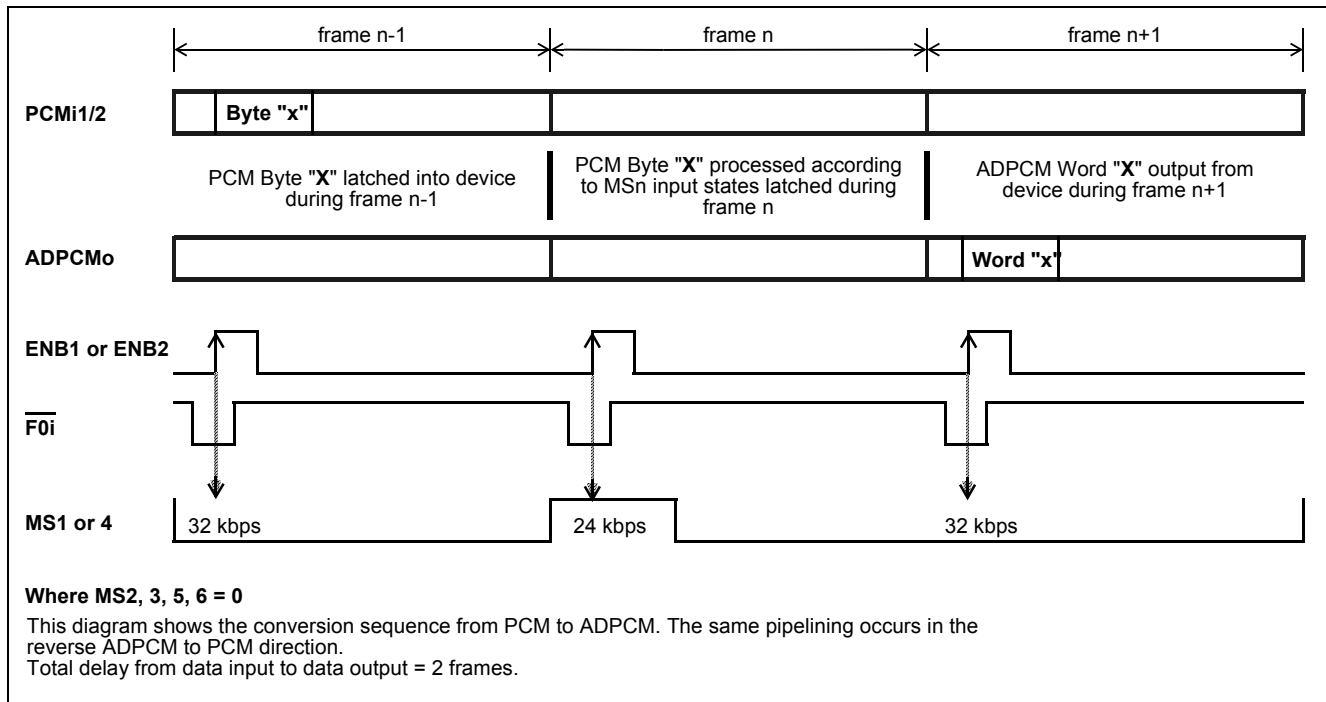 frame n-1
frame n
frame n+1
PCMi1/2
Byte "x"
PCM Byte "X" latched into device
during frame n-1
PCM Byte "X" processed according
to MSn input states latched during
frame n
ADPCM Word "X" output from
device during frame n+1
ADPCMo
Word "x"
ENB1 or ENB2
F0i
MS1 or 4
32 kbps
24 kbps
32 kbps
Where MS2, 3, 5, 6 = 0
This diagram shows the conversion sequence from PCM to ADPCM. The same pipelining occurs in the
reverse ADPCM to PCM direction.
Total delay from data input to data output = 2 frames.